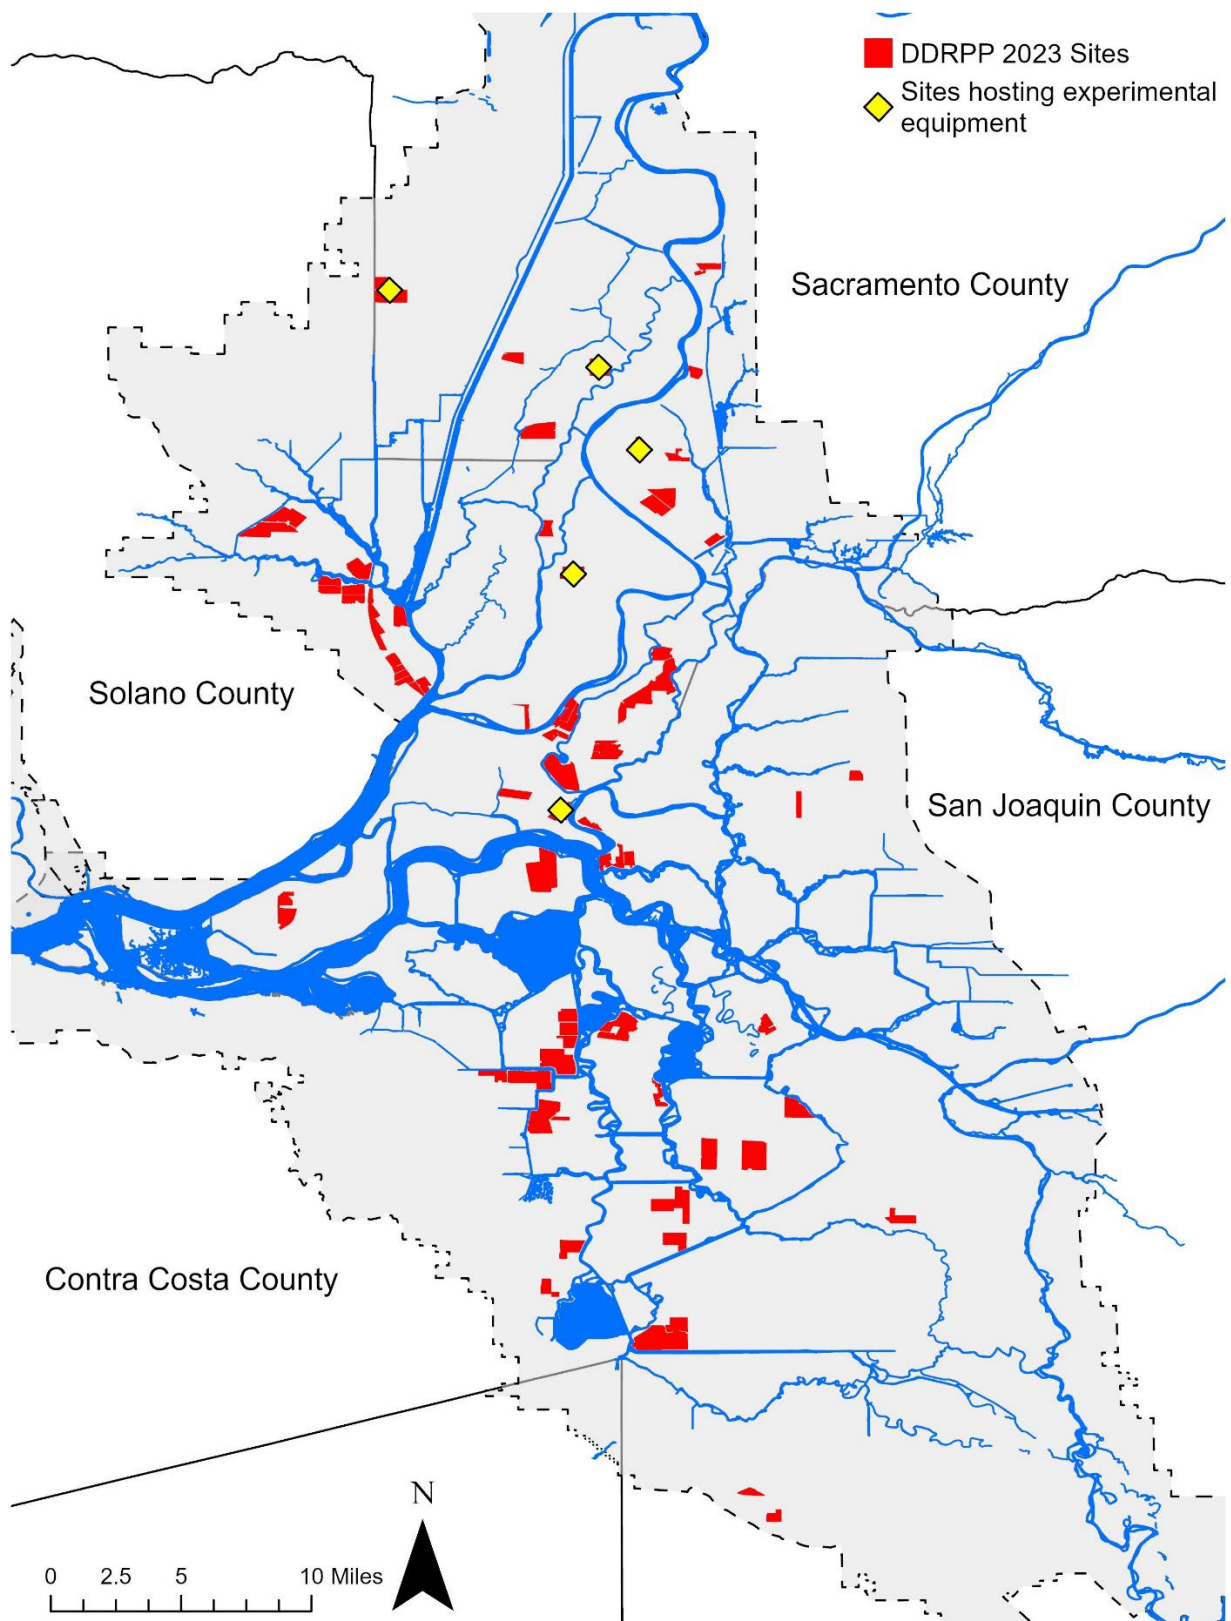 DDRPP 2023 Sites
Sites hosting experimental
equipment
Sacramento County
Solano County
San Joaquin County
Contra Costa County
N
0 2.5 5 10 Miles